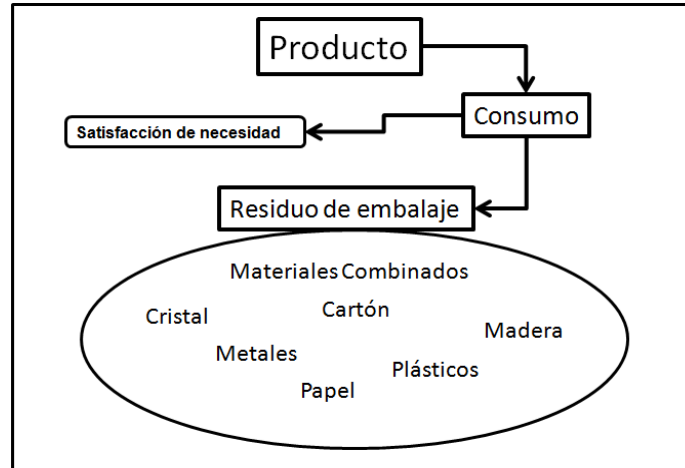 Producto
Consumo
Satisfacción de necesidad
Residuo de embalaje
Materiales Combinados
Cartón
Cristal
Madera
Metales
Plásticos
Papel